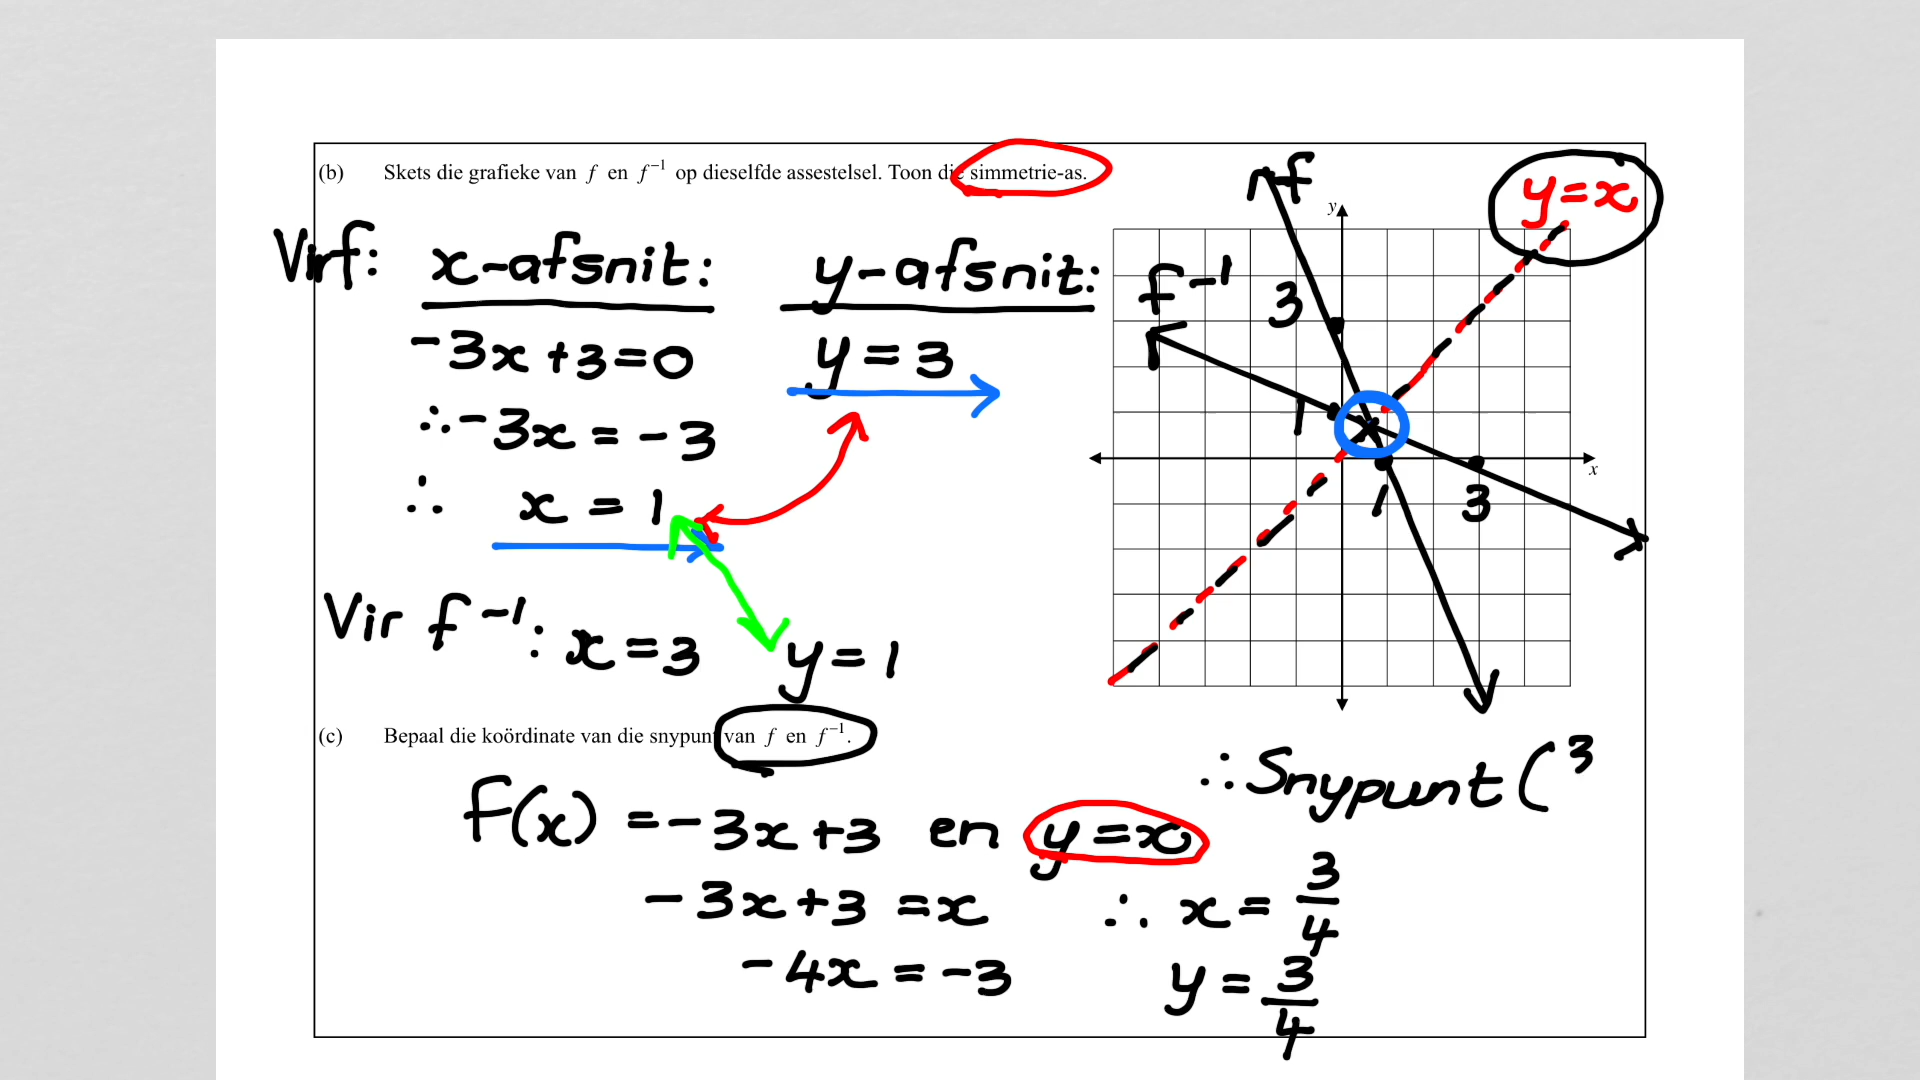 (b) Skets die grafieke van f en f⁻¹ op dieselfde assestelsel. Toon die simmetrie-as.
Vir f: x-afsnit: y-afsnit:
-3x+3=0 y=3
∴-3x=-3
∴ x=1
Vir f⁻¹: x=3 y=1
f
y=x
y
f⁻¹
3
1
x
1
3
(c) Bepaal die koördinate van die snypunt van f en f⁻¹.
∴Snypunt (3
f(x) =-3x+3 en y=x
-3x+3=x ∴ x=3/4
-4x=-3 y=3/4